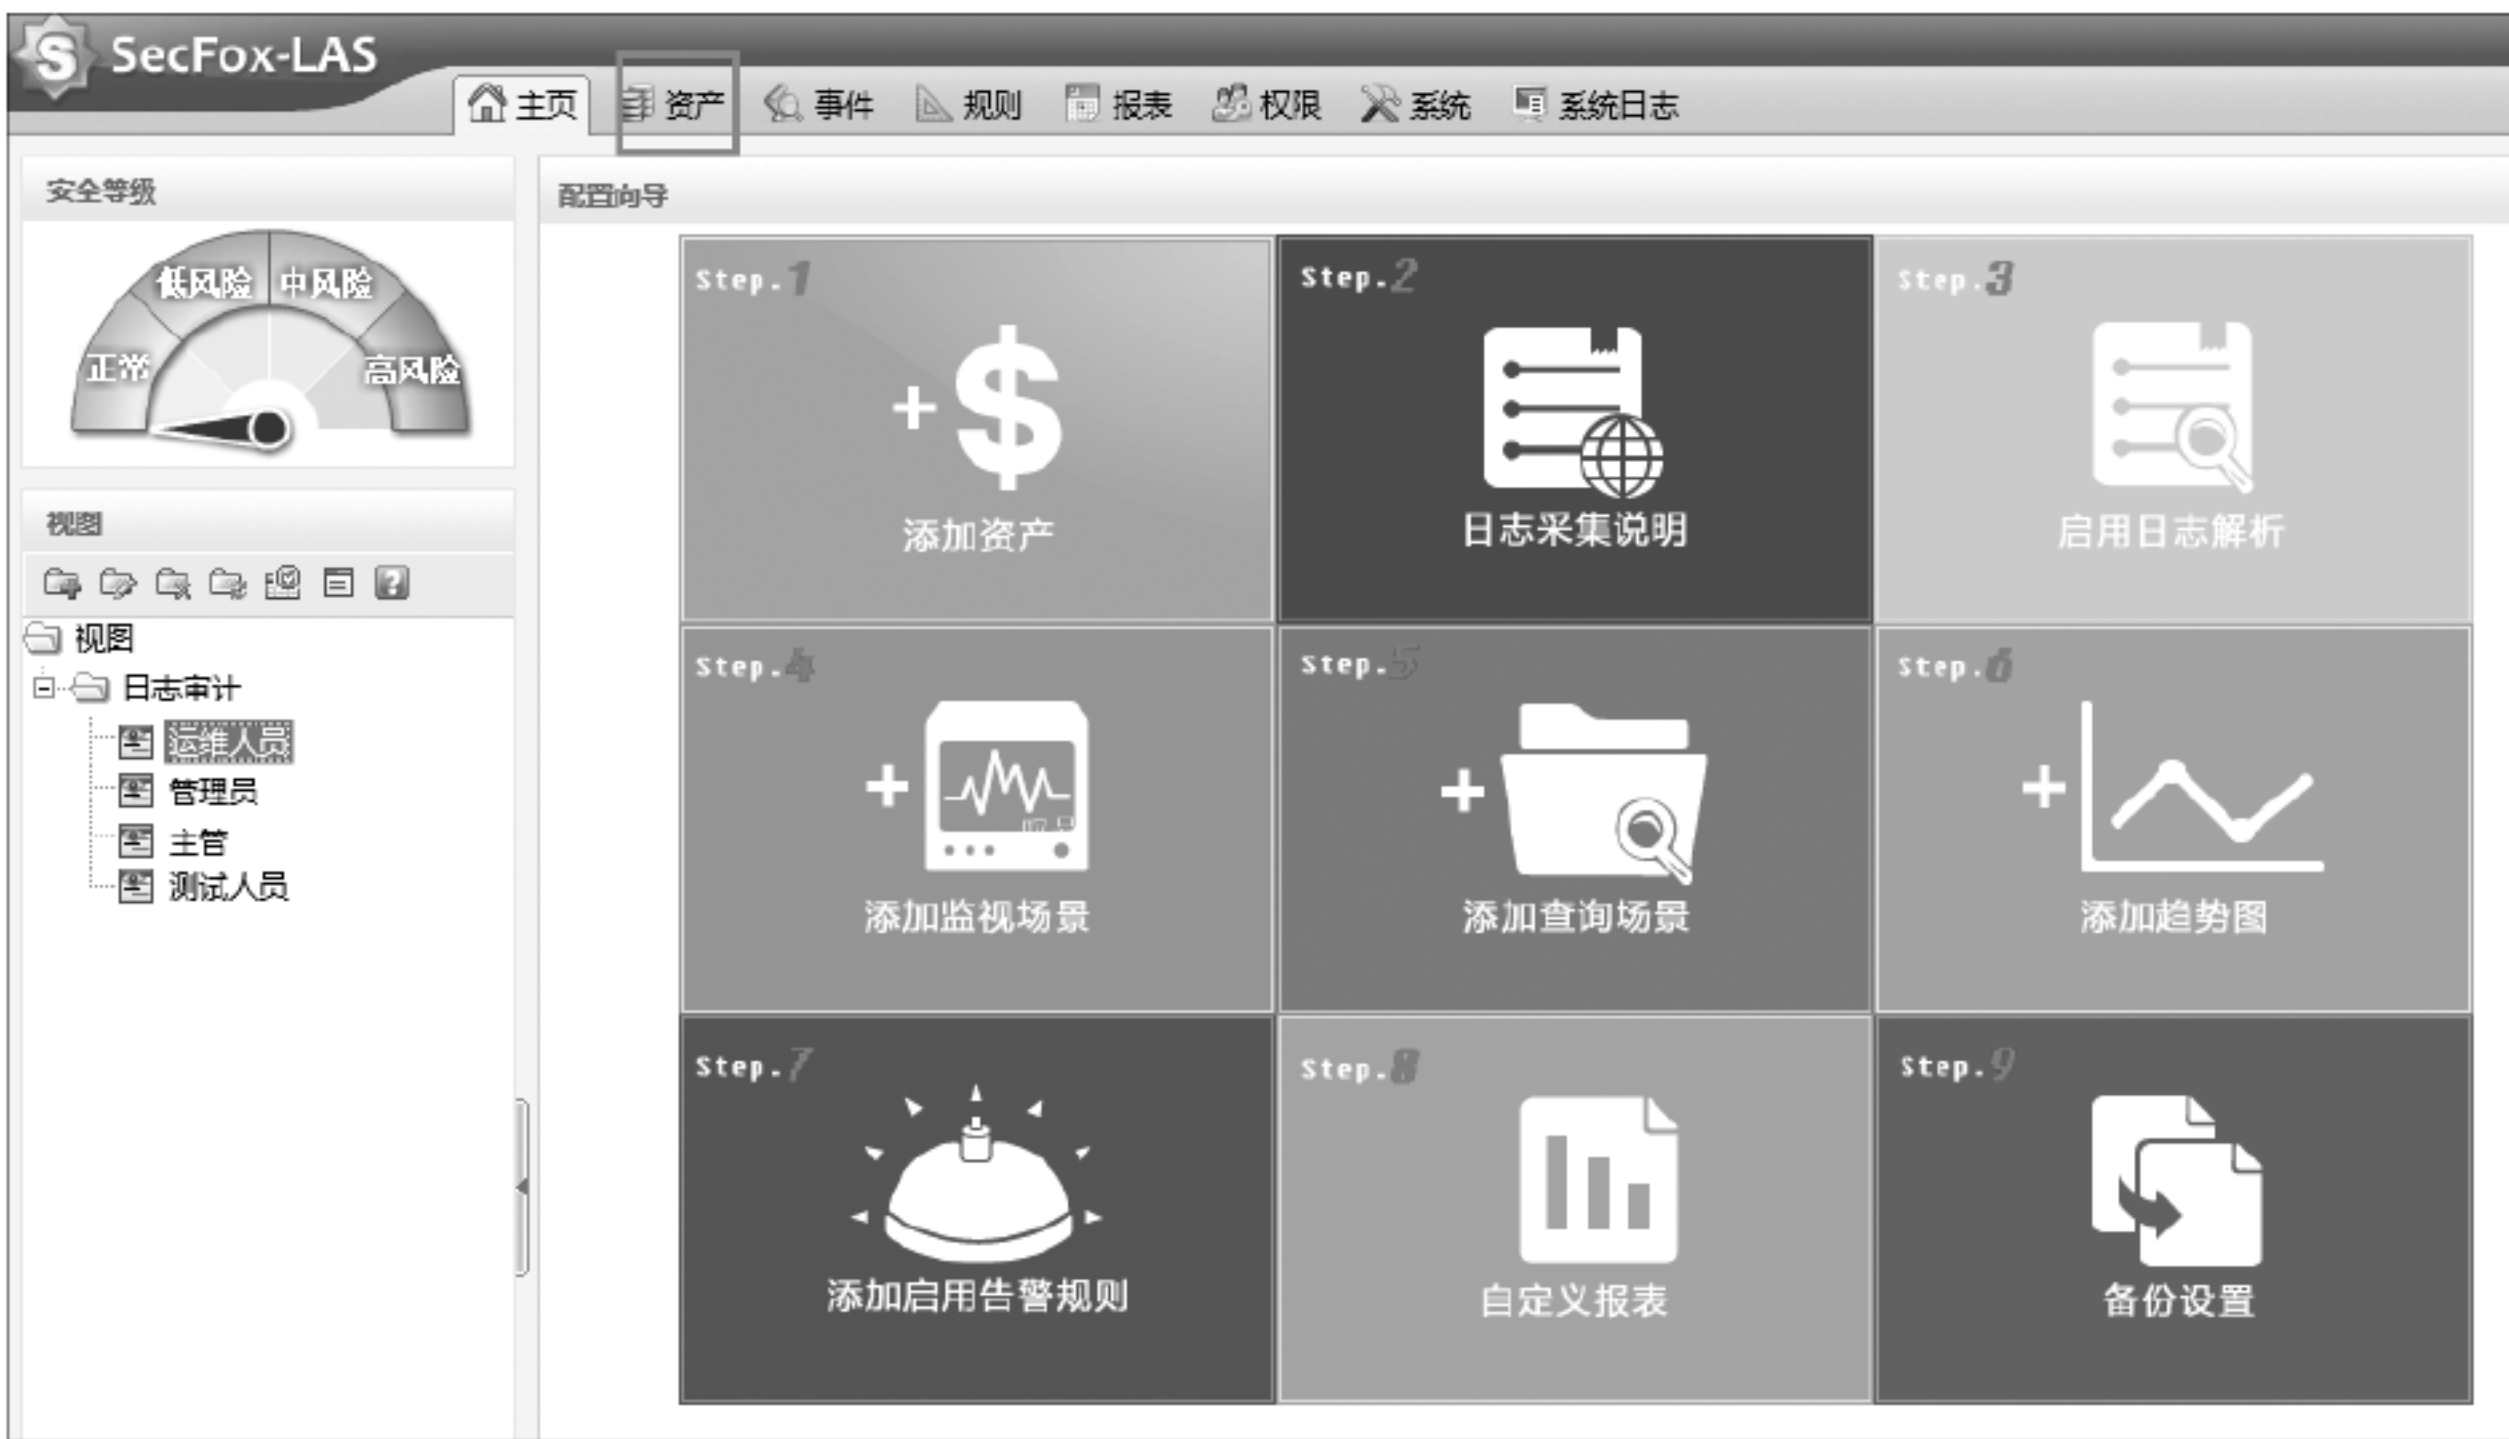 SecFox-LAS
主页 资产 事件 规则 报表 权限 系统 系统日志
安全等级
低风险 中风险
正常 高风险
视图
视图
日志审计
运维人员
管理员
主管
测试人员
配置向导
Step.1
添加资产
Step.2
日志采集说明
Step.3
启用日志解析
Step.4
添加监视场景
Step.5
添加查询场景
Step.6
添加趋势图
Step.7
添加启用告警规则
Step.8
自定义报表
Step.9
备份设置